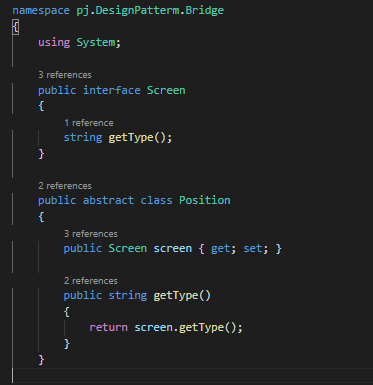 namespace pj.DesignPatterm.Bridge
{
using System;
3 references
public interface Screen
{
1 reference
string getType();
}
2 references
public abstract class Position
{
3 references
public Screen screen { get; set; }
2 references
public string getType()
{
return screen.getType();
}
}